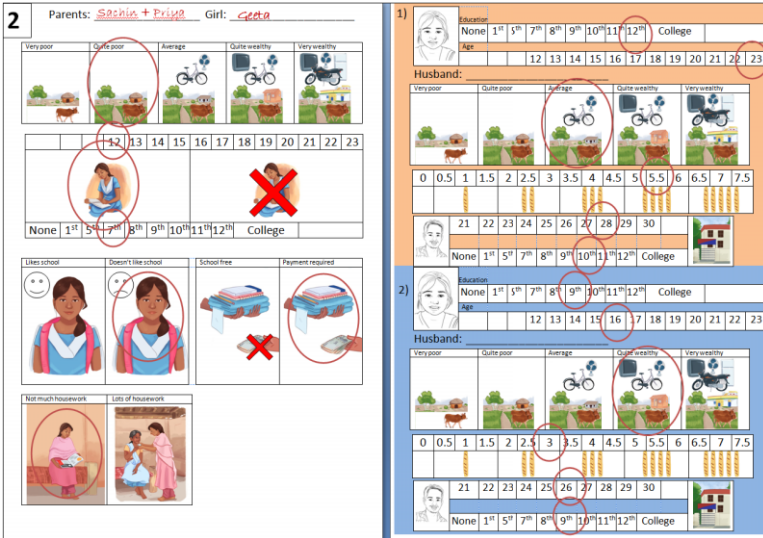 2
Parents: Sachin + Priya Girl: Geeta
Very poor Quite poor Average Quite wealthy Very wealthy
12 13 14 15 16 17 18 19 20 21 22 23
None 1st 5th 7th 8th 9th 10th 11th 12th College
Likes school Doesn't like school School free Payment required
Not much housework Lots of housework
1)
Education
None 1st 5th 7th 8th 9th 10th 11th 12th College
Age
12 13 14 15 16 17 18 19 20 21 22 23
Husband:
Very poor Quite poor Average Quite wealthy Very wealthy
0 0.5 1 1.5 2 2.5 3 3.5 4 4.5 5 5.5 6 6.5 7 7.5
21 22 23 24 25 26 27 28 29 30
None 1st 5th 7th 8th 9th 10th 11th 12th College
2)
Education
None 1st 5th 7th 8th 9th 10th 11th 12th College
Age
12 13 14 15 16 17 18 19 20 21 22 23
Husband:
Very poor Quite poor Average Quite wealthy Very wealthy
0 0.5 1 1.5 2 2.5 3 3.5 4 4.5 5 5.5 6 6.5 7 7.5
21 22 23 24 25 26 27 28 29 30
None 1st 5th 7th 8th 9th 10th 11th 12th College